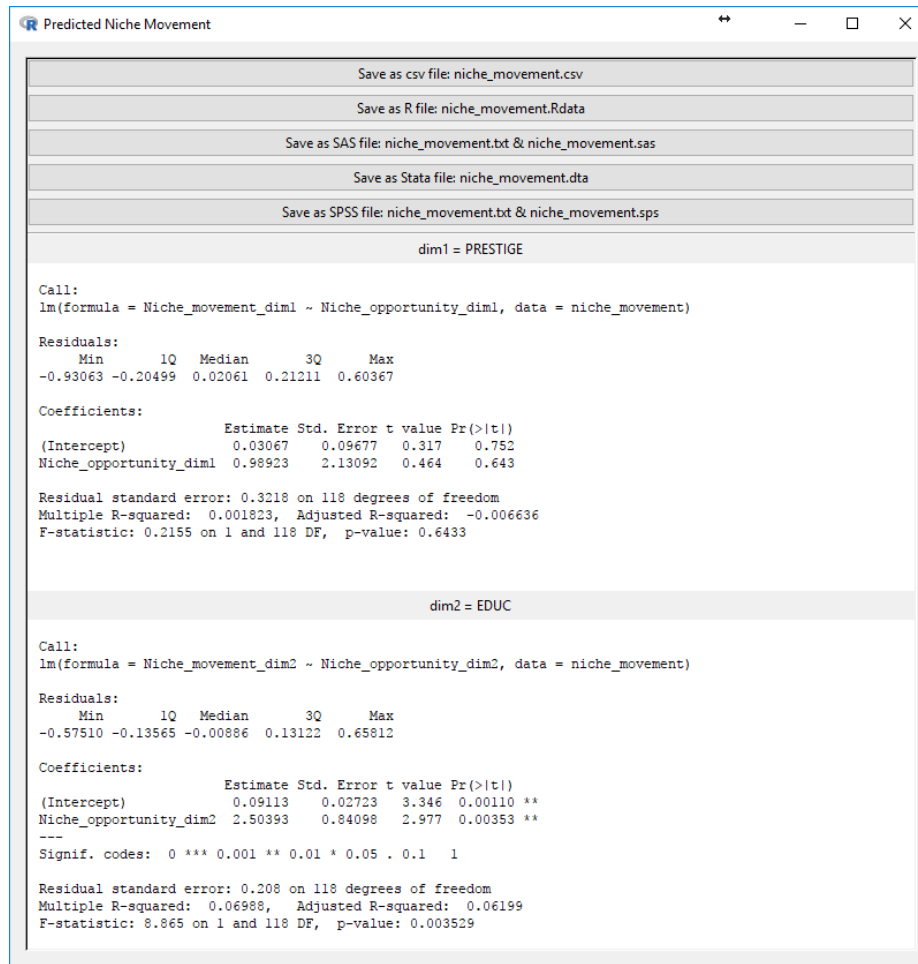 Predicted Niche Movement
Save as csv file: niche_movement.csv
Save as R file: niche_movement.Rdata
Save as SAS file: niche_movement.txt & niche_movement.sas
Save as Stata file: niche_movement.dta
Save as SPSS file: niche_movement.txt & niche_movement.sps
dim1 = PRESTIGE
Call:
lm(formula = Niche_movement_dim1 ~ Niche_opportunity_dim1, data = niche_movement)
Residuals:
Min 1Q Median 3Q Max
-0.93063 -0.20499 0.02061 0.21211 0.60367
Coefficients:
Estimate Std. Error t value Pr(>|t|)
(Intercept) 0.03067 0.09677 0.317 0.752
Niche_opportunity_dim1 0.98923 2.13092 0.464 0.643
Residual standard error: 0.3218 on 118 degrees of freedom
Multiple R-squared: 0.001823, Adjusted R-squared: -0.006636
F-statistic: 0.2155 on 1 and 118 DF, p-value: 0.6433
dim2 = EDUC
Call:
lm(formula = Niche_movement_dim2 ~ Niche_opportunity_dim2, data = niche_movement)
Residuals:
Min 1Q Median 3Q Max
-0.57510 -0.13565 -0.00886 0.13122 0.65812
Coefficients:
Estimate Std. Error t value Pr(>|t|)
(Intercept) 0.09113 0.02723 3.346 0.00110 **
Niche_opportunity_dim2 2.50393 0.84098 2.977 0.00353 **
---
Signif. codes: 0 *** 0.001 ** 0.01 * 0.05 . 0.1 1
Residual standard error: 0.208 on 118 degrees of freedom
Multiple R-squared: 0.06988, Adjusted R-squared: 0.06199
F-statistic: 8.865 on 1 and 118 DF, p-value: 0.003529